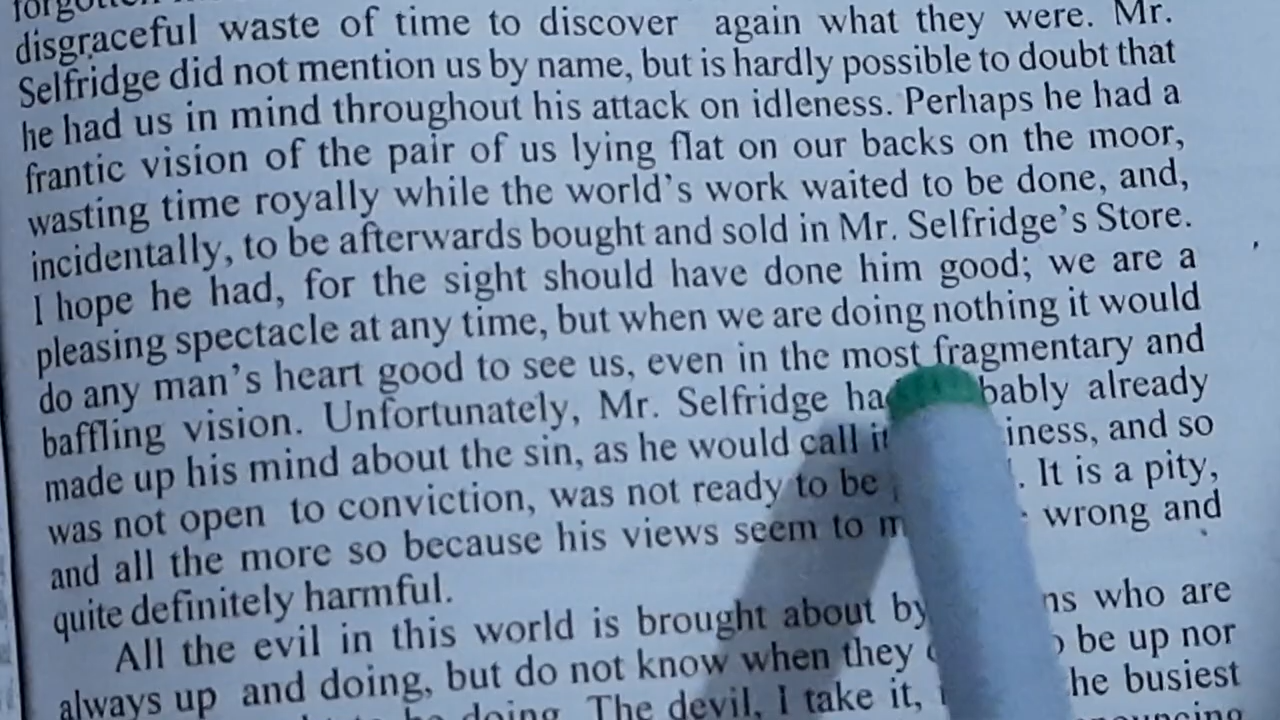 disgraceful waste of time to discover again what they were. Mr.
Selfridge did not mention us by name, but is hardly possible to doubt that
he had us in mind throughout his attack on idleness. Perhaps he had a
frantic vision of the pair of us lying flat on our backs on the moor,
wasting time royally while the world's work waited to be done, and,
incidentally, to be afterwards bought and sold in Mr. Selfridge's Store.
I hope he had, for the sight should have done him good; we are a
pleasing spectacle at any time, but when we are doing nothing it would
do any man's heart good to see us, even in the most fragmentary and
baffling vision. Unfortunately, Mr. Selfridge already
made up his mind about the sin, as he would call and so
was not open to conviction, was not ready to be It is a pity,
and all the more so because his views seem to wrong and
quite definitely harmful.
All the evil in this world is brought about by who are
always up and doing, but do not know when they be up nor
doing. The devil, I take it, busiest